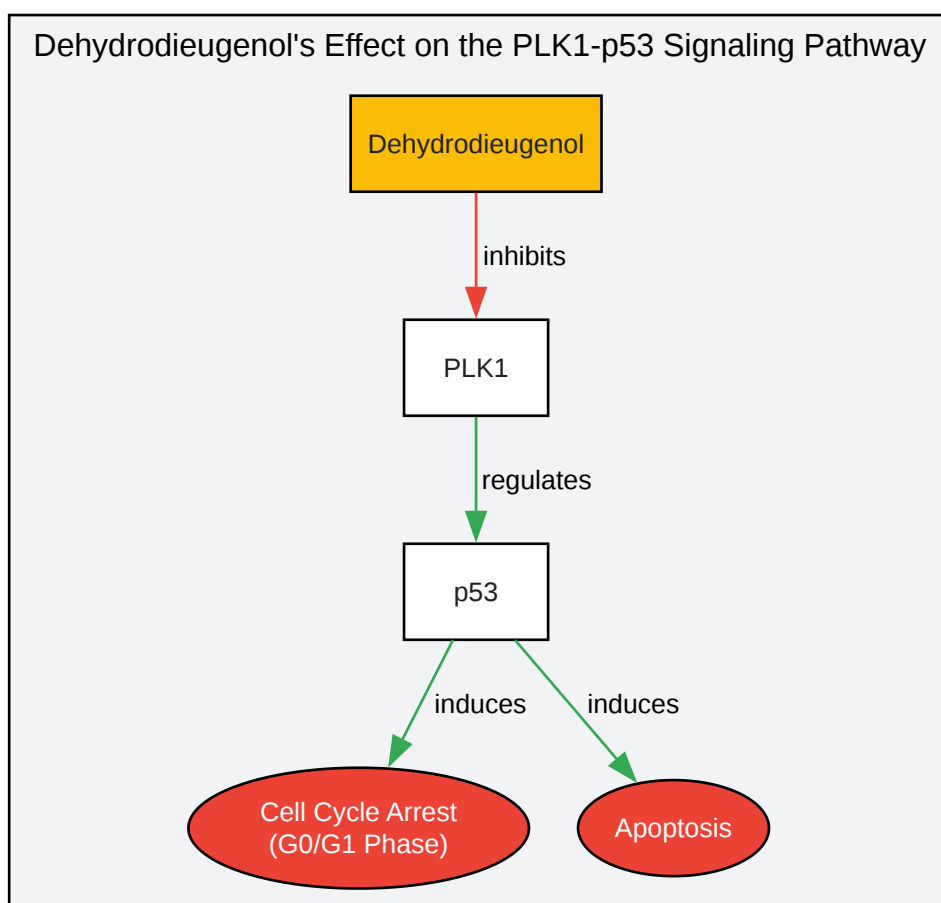 Dehydrodieugenol's Effect on the PLK1-p53 Signaling Pathway
Dehydrodieugenol
inhibits
PLK1
regulates
p53
induces
induces
Cell Cycle Arrest
(G0/G1 Phase)
Apoptosis